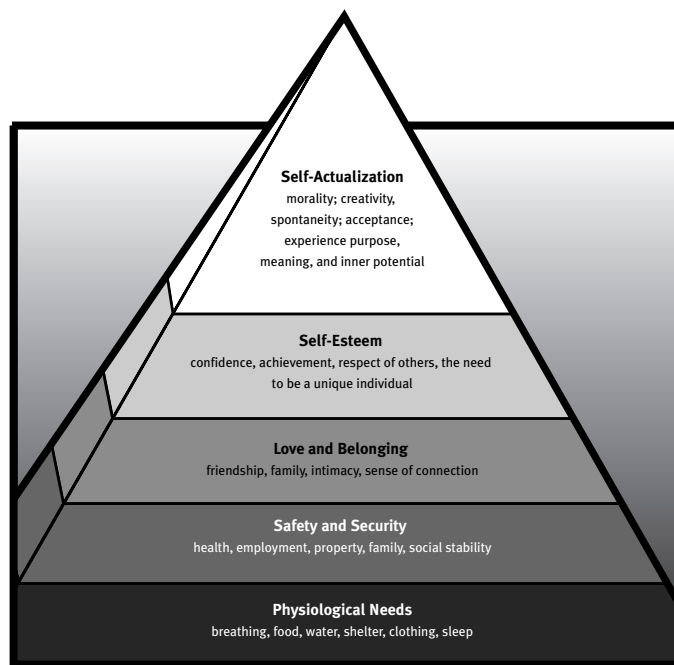 Self-Actualization
morality; creativity,
spontaneity; acceptance;
experience purpose,
meaning, and inner potential
Self-Esteem
confidence, achievement, respect of others, the need
to be a unique individual
Love and Belonging
friendship, family, intimacy, sense of connection
Safety and Security
health, employment, property, family, social stability
Physiological Needs
breathing, food, water, shelter, clothing, sleep